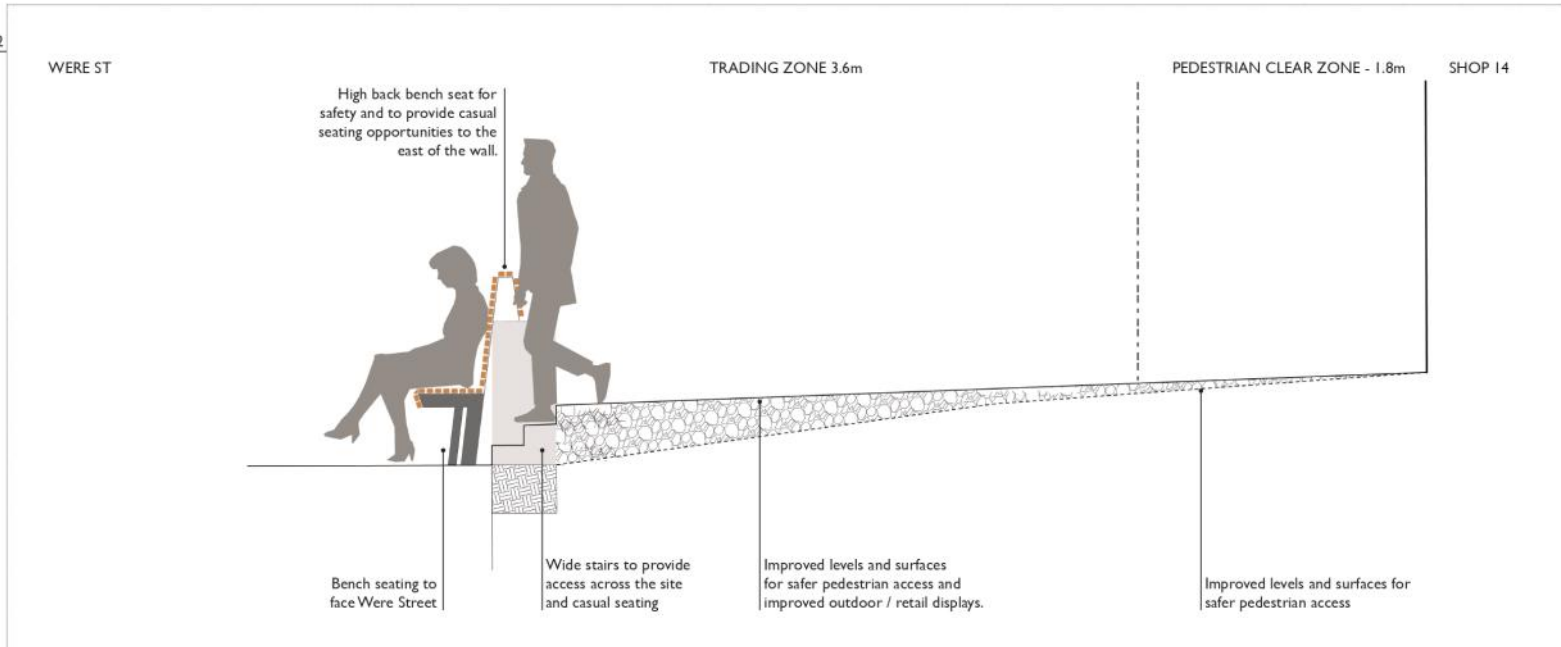 2
WERE ST
TRADING ZONE 3.6m
PEDESTRIAN CLEAR ZONE - 1.8m
SHOP 14
High back bench seat for
safety and to provide casual
seating opportunities to the
east of the wall.
Bench seating to
face Were Street
Wide stairs to provide
access across the site
and casual seating
Improved levels and surfaces
for safer pedestrian access and
improved outdoor / retail displays.
Improved levels and surfaces for
safer pedestrian access